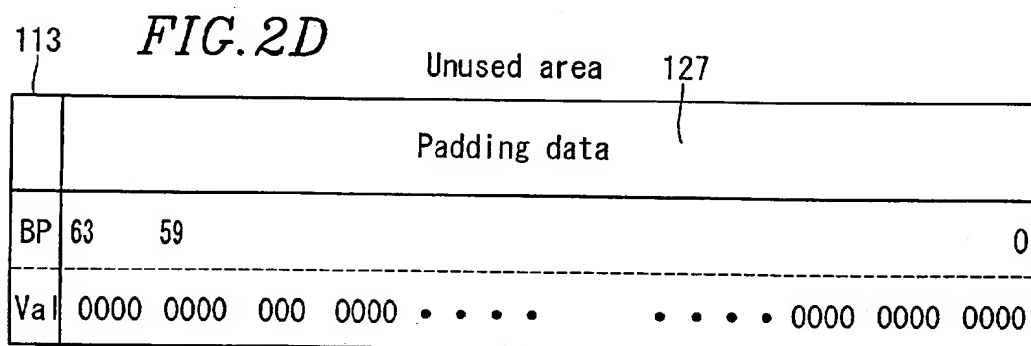 113 FIG. 2D
Unused area 127
Padding data
BP 63 59 0
Val 0000 0000 000 0000 • • • • • • • • 0000 0000 0000